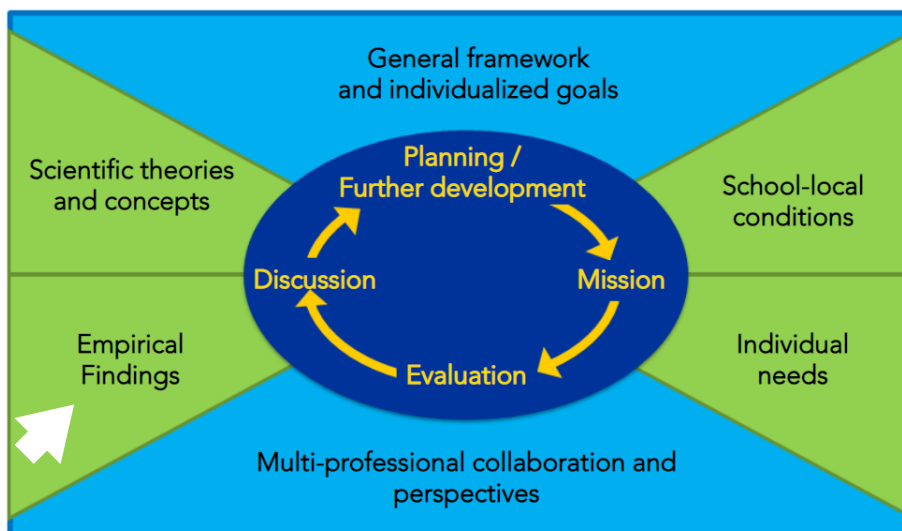 General framework
and individualized goals
Scientific theories
and concepts
Planning /
Further development
School-local
conditions
Discussion
Mission
Empirical
Findings
Evaluation
Individual
needs
Multi-professional collaboration and
perspectives